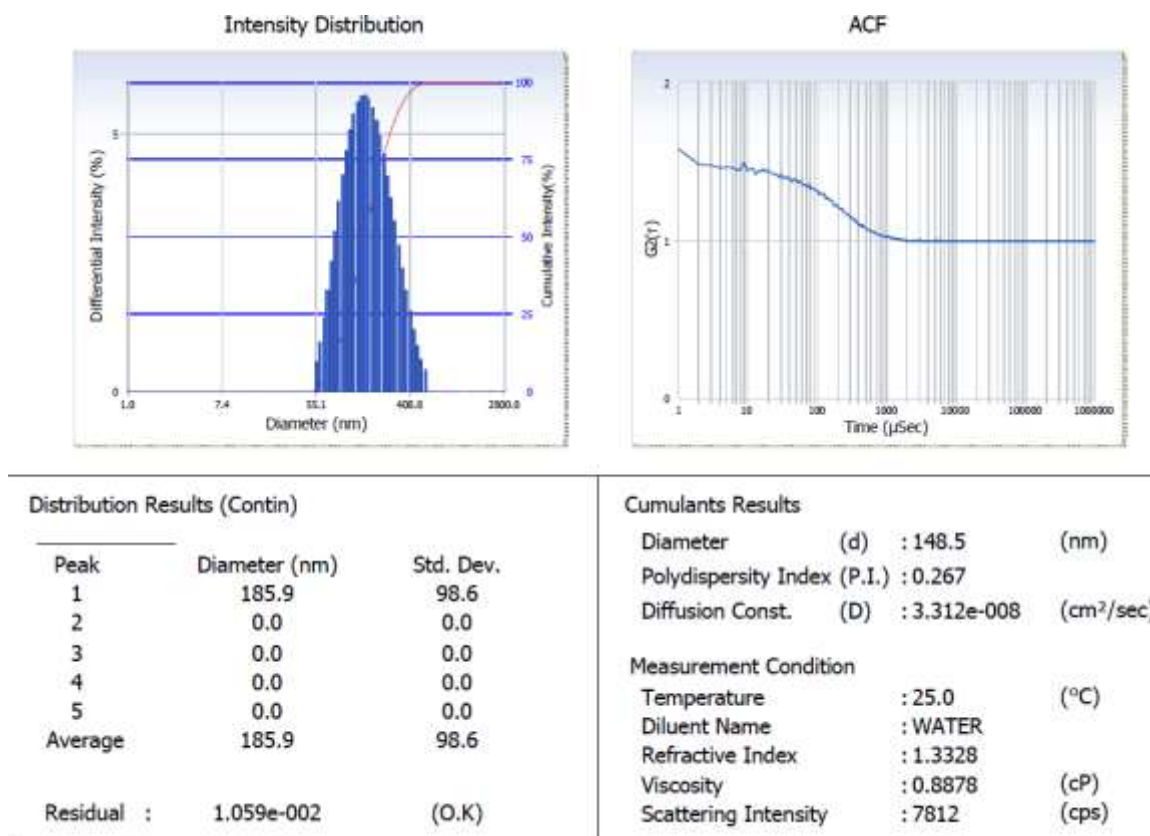 Intensity Distribution
Differential Intensity (%)
5
0
100
75
50
25
0
Cumulative Intensity(%)
1.0 7.4 55.1 400.0 2900.0
Diameter (nm)
ACF
G2(τ)
2
1
0
1 10 100 1000 10000 100000 1000000
Time (µSec)
Distribution Results (Contin)
Peak Diameter (nm) Std. Dev.
1 185.9 98.6
2 0.0 0.0
3 0.0 0.0
4 0.0 0.0
5 0.0 0.0
Average 185.9 98.6
Residual : 1.059e-002 (O.K)
Cumulants Results
Diameter (d) : 148.5 (nm)
Polydispersity Index (P.I.) : 0.267
Diffusion Const. (D) : 3.312e-008 (cm²/sec)
Measurement Condition
Temperature : 25.0 (°C)
Diluent Name : WATER
Refractive Index : 1.3328
Viscosity : 0.8878 (cP)
Scattering Intensity : 7812 (cps)